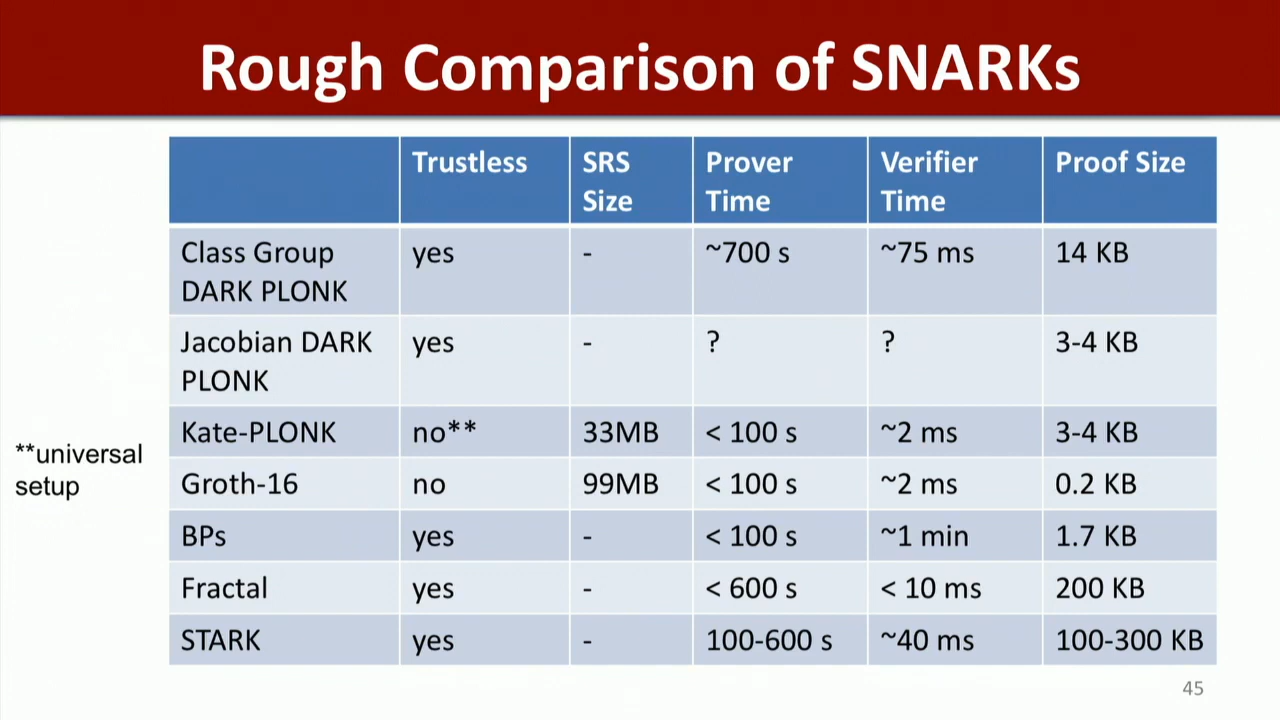 Rough Comparison of SNARKs
Trustless
SRS
Size
Prover
Time
Verifier
Time
Proof Size
Class Group
DARK PLONK
yes
-
~700 s
~75 ms
14 KB
Jacobian DARK
PLONK
yes
-
?
?
3-4 KB
Kate-PLONK
no**
33MB
< 100 s
~2 ms
3-4 KB
**universal
setup
Groth-16
no
99MB
< 100 s
~2 ms
0.2 KB
BPs
yes
-
< 100 s
~1 min
1.7 KB
Fractal
yes
-
< 600 s
< 10 ms
200 KB
STARK
yes
-
100-600 s
~40 ms
100-300 KB
45